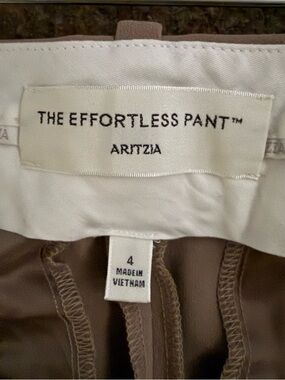 THE EFFORTLESS PANT™
ARITZIA
4
MADE IN
VIETNAM